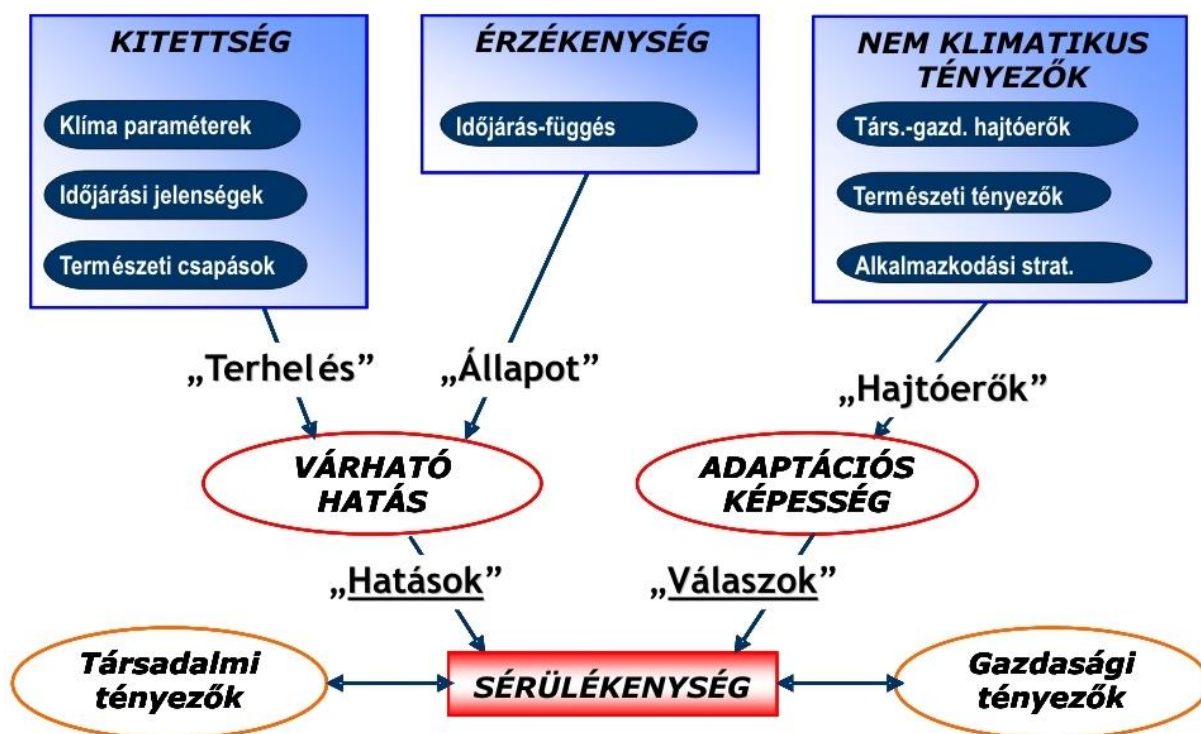 KITETTSÉG
Klíma paraméterek
Időjárási jelenségek
Természeti csapások
ÉRZÉKENYSÉG
Időjárás-függés
NEM KLIMATIKUS
TÉNYEZŐK
Társ.-gazd. hajtóerők
Természeti tényezők
Alkalmazkodási strat.
„Terhelés”
„Állapot”
„Hajtóerők”
VÁRHATÓ
HATÁS
ADAPTÁCIÓS
KÉPESSÉG
„Hatások”
„Válaszok”
Társadalmi
tényezők
SÉRÜLÉKENYSÉG
Gazdasági
tényezők